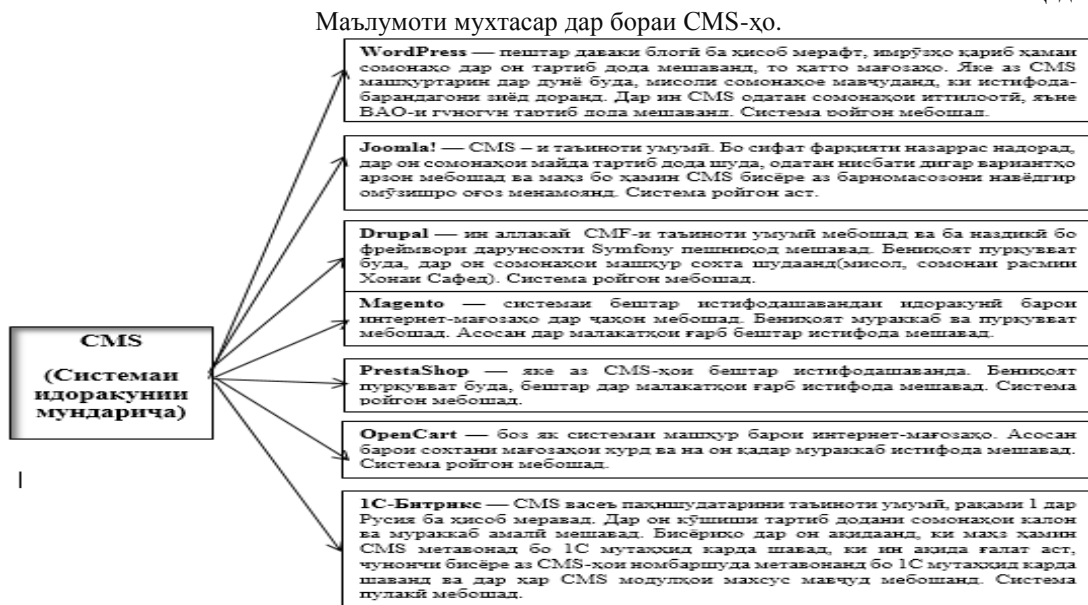 Маълумоти мухтасар дар бораи CMS-ҳо.
WordPress — пештар даваки блогӣ ба ҳисоб мерафт, имрӯзҳо қариб ҳамаи
сомонаҳо дар он тартиб дода мешаванд, то ҳатто мағозаҳо. Яке аз CMS
машҳуртарин дар дунё буда, мисоли сомонаҳое мавҷуданд, ки истифода-
барандагони зиёд доранд. Дар ин CMS одатан сомонаҳои иттилоотӣ, яъне
ВАО-и гуногун тартиб дода мешаванд. Система ройгон мебошад.
Joomla! — CMS – и таъиноти умумӣ. Бо сифат фарқияти назаррас надорад,
дар он сомонаҳои майда тартиб дода шуда, одатан нисбати дигар вариантҳо
арзон мебошад ва маҳз бо ҳамин CMS бисёре аз барномасозони навёдгир
омӯзишро оғоз менамоянд. Система ройгон аст.
Drupal — ин аллакай CMF-и таъиноти умумӣ мебошад ва ба наздикӣ бо
фреймвори дарунсохти Symfony пешниҳод мешавад. Бениҳоят пурқувват
буда, дар он сомонаҳои машҳур сохта шудаанд(мисол, сомонаи расмии
Хонаи Сафед). Система ройгон мебошад.
Magento — системаи бештар истифодашавандаи идоракунӣ барои
интернет-мағозаҳо дар ҷаҳон мебошад. Бениҳоят мураккаб ва пурқувват
мебошад. Асосан дар малакатҳои ғарб бештар истифода мешавад.
CMS
(Системаи
идоракунии
мундариҷа)
PrestaShop — яке аз CMS-ҳои бештар истифодашаванда. Бениҳоят
пурқувват буда, бештар дар малакатҳои ғарб истифода мешавад. Система
ройгон мебошад.
OpenCart — боз як системаи машҳур барои интернет-мағозаҳо. Асосан
барои сохтани мағозаҳои хурд ва на он қадар мураккаб истифода мешавад.
Система ройгон мебошад.
1С-Битрикс — CMS васеъ паҳншудатарини таъиноти умумӣ, рақами 1 дар
Русия ба ҳисоб меравад. Дар он кӯшиши тартиб додани сомонаҳои калон
ва мураккаб амалӣ мешавад. Бисёриҳо дар он ақидаанд, ки маҳз ҳамин
CMS метавонад бо 1С муттаҳид карда шавад, ки ин ақида ғалат аст,
чунончи бисёре аз CMS-ҳои номбаршуда метавонанд бо 1С муттаҳид карда
шаванд ва дар ҳар CMS модулҳои махсус мавҷуд мебошанд. Система
пулакӣ мебошад.